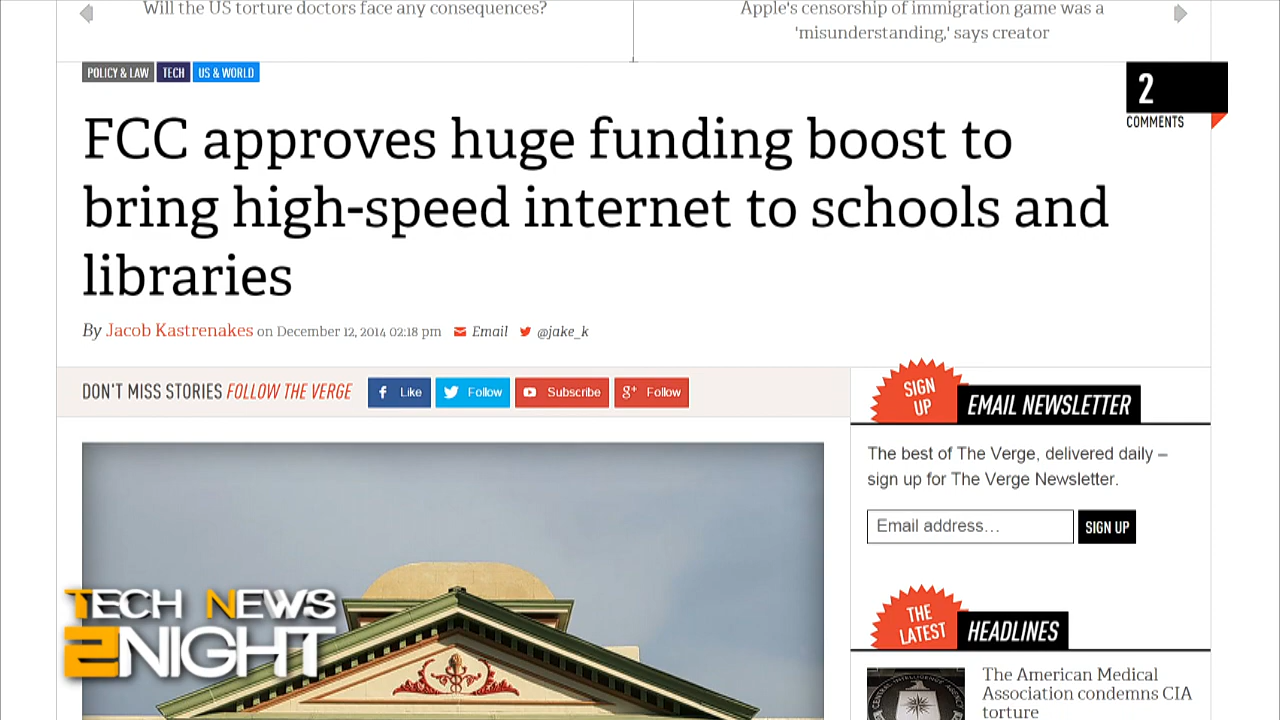 Will the US torture doctors face any consequences?
Apple's censorship of immigration game was a
'misunderstanding,' says creator
POLICY & LAW TECH US & WORLD
2
COMMENTS
FCC approves huge funding boost to
bring high-speed internet to schools and
libraries
By Jacob Kastrenakes on December 12, 2014 02:18 pm Email @jake_k
DON'T MISS STORIES FOLLOW THE VERGE Like Follow Subscribe g+ Follow
SIGN
UP
EMAIL NEWSLETTER
The best of The Verge, delivered daily –
sign up for The Verge Newsletter.
Email address... SIGN UP
TECH NEWS
2NIGHT
THE
LATEST
HEADLINES
The American Medical
Association condemns CIA
torture